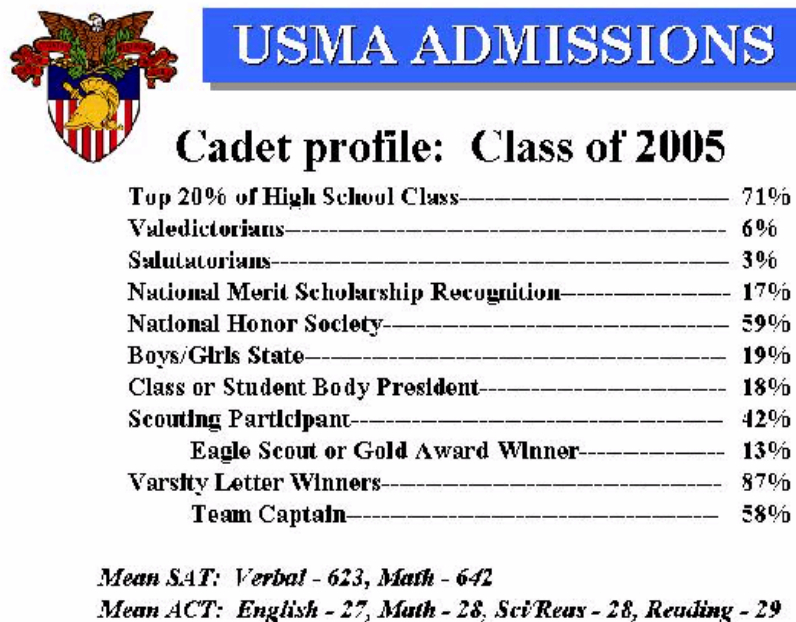 USMA ADMISSIONS
Cadet profile: Class of 2005
Top 20% of High School Class------------------------------ 71%
Valedictorians-------------------------------------------------- 6%
Salutatorians---------------------------------------------------- 3%
National Merit Scholarship Recognition------------------- 17%
National Honor Society--------------------------------------- 59%
Boys/Girls State------------------------------------------------ 19%
Class or Student Body President---------------------------- 18%
Scouting Participant------------------------------------------- 42%
Eagle Scout or Gold Award Winner---------------- 13%
Varsity Letter Winners--------------------------------------- 87%
Team Captain------------------------------------------ 58%
Mean SAT: Verbal - 623, Math - 642
Mean ACT: English - 27, Math - 28, Sci/Reas - 28, Reading - 29